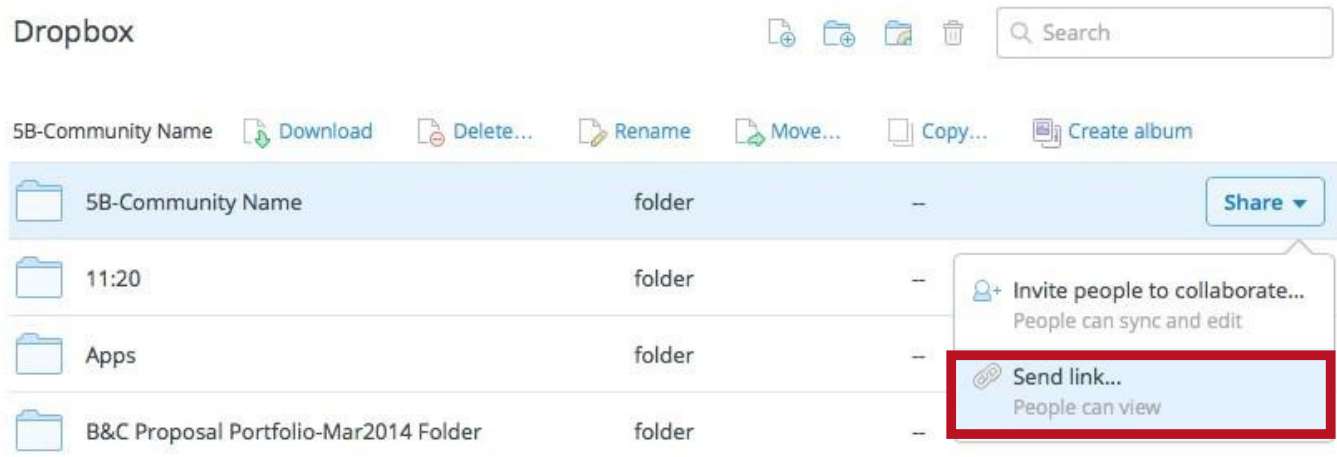 Dropbox
Search
5B-Community Name Download Delete... Rename Move... Copy... Create album
5B-Community Name folder -- Share
11:20 folder --
Invite people to collaborate...
People can sync and edit
Apps folder --
Send link...
People can view
B&C Proposal Portfolio-Mar2014 Folder folder --